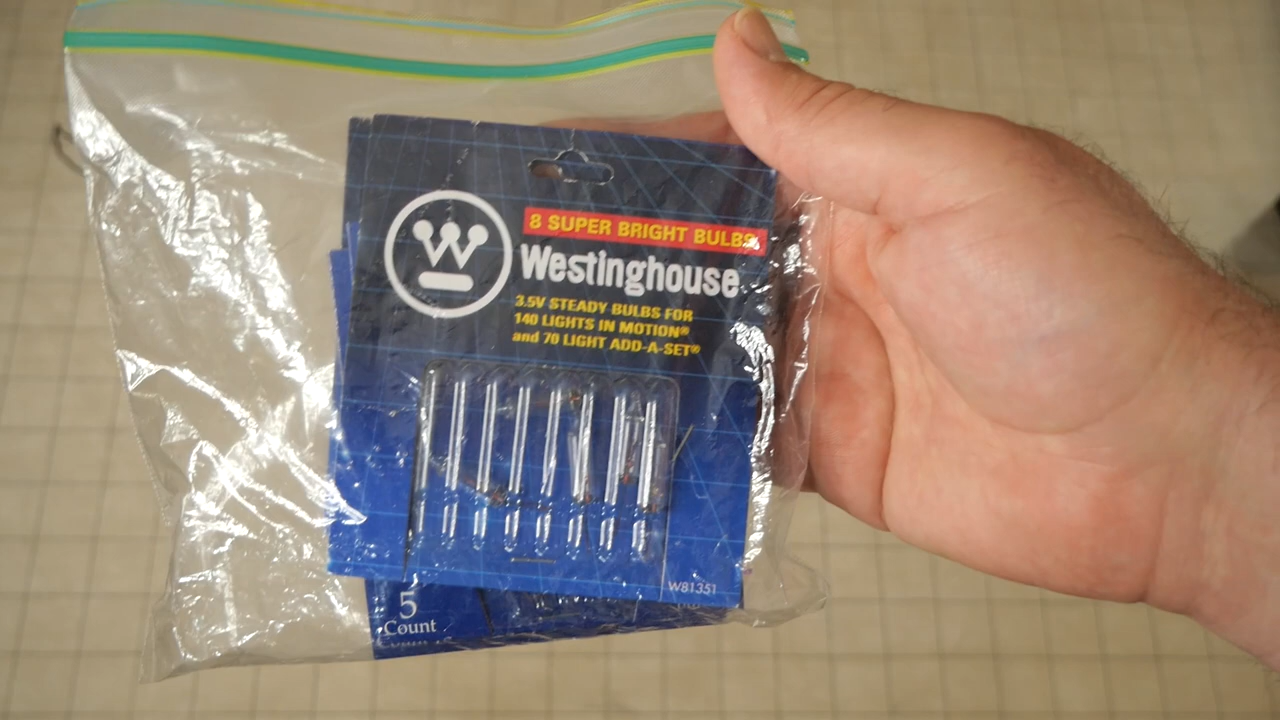 8 SUPER BRIGHT BULBS
W
Westinghouse
3.5V STEADY BULBS FOR
140 LIGHTS IN MOTION®
and 70 LIGHT ADD-A-SET®
W81351
5
Count